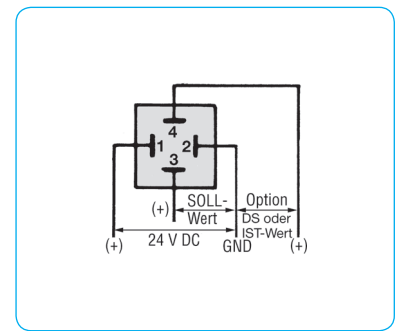 4
1 2
3
(+) SOLL- Option
Wert DS oder
24 V DC IST-Wert
(+) GND (+)